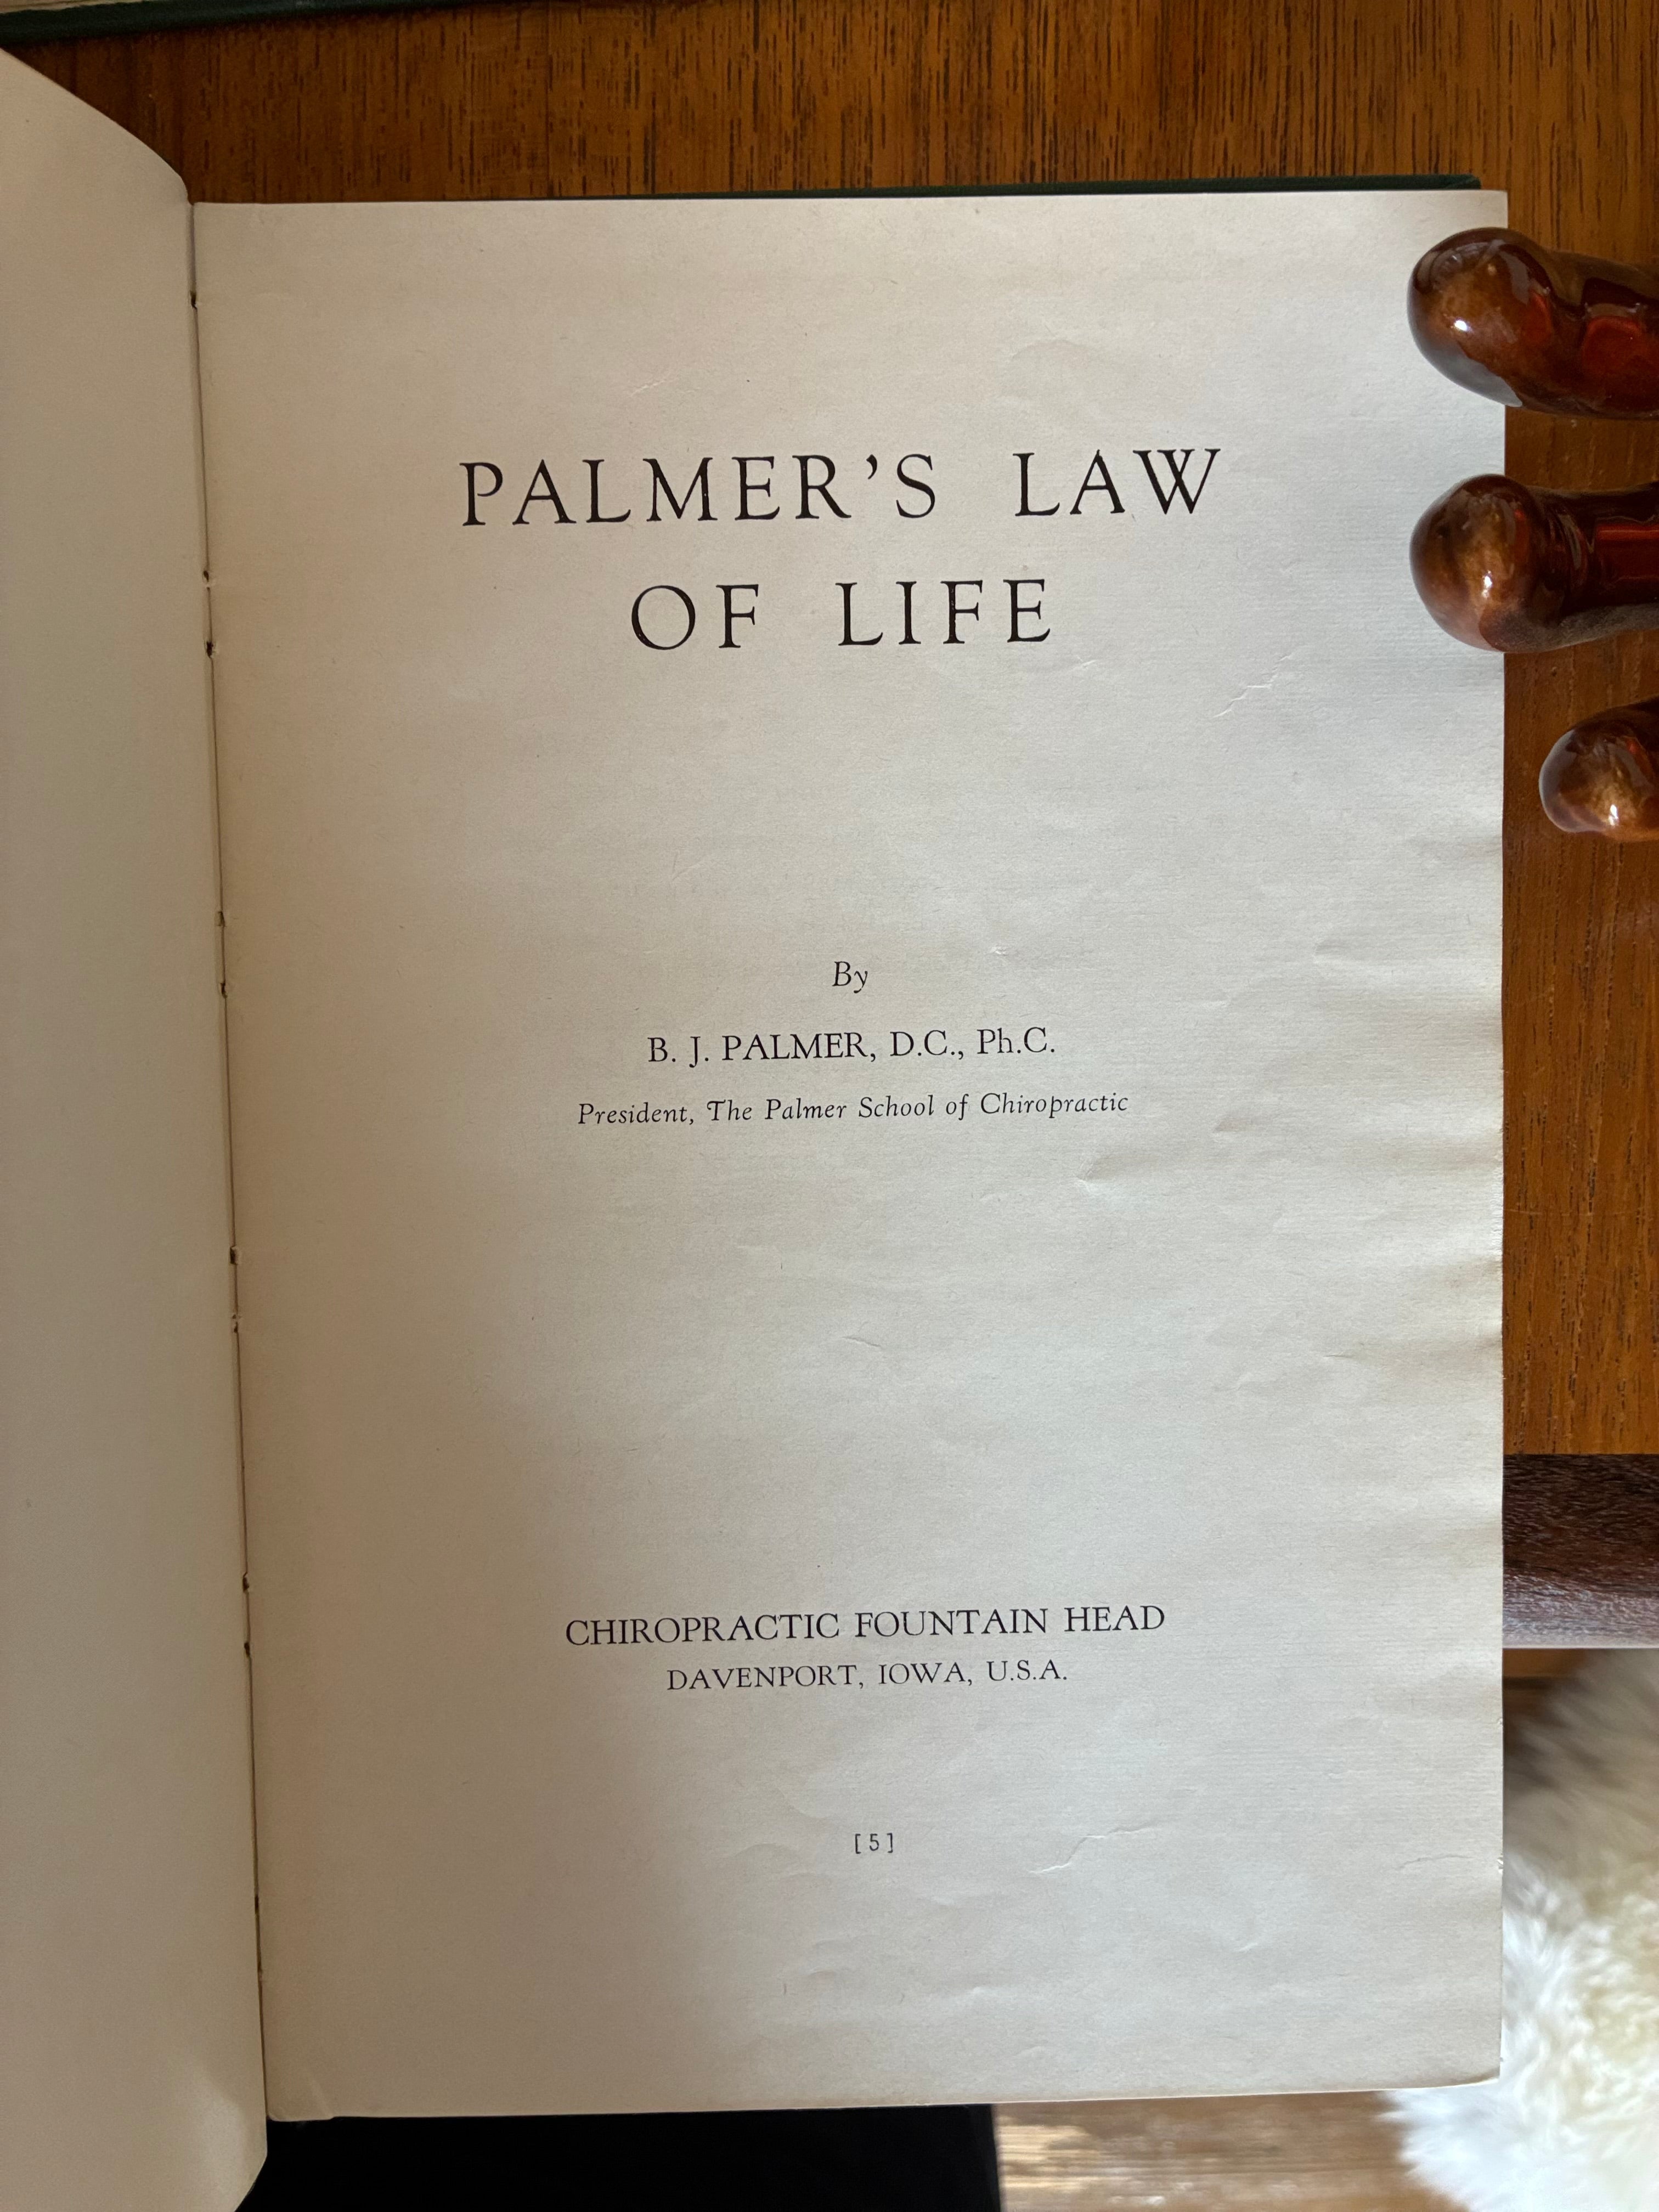 PALMER'S LAW
OF LIFE
By
B. J. PALMER, D.C., Ph.C.
President, The Palmer School of Chiropractic
CHIROPRACTIC FOUNTAIN HEAD
DAVENPORT, IOWA, U.S.A.
[5]